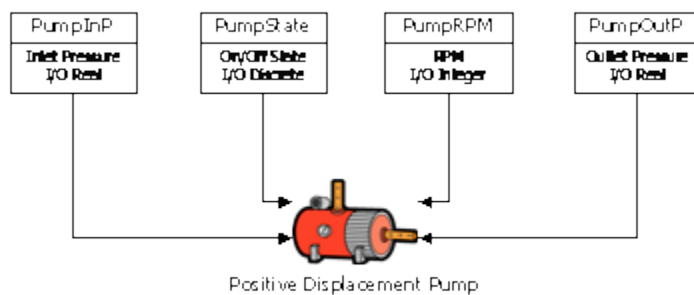 PumpInP
Inlet Pressure
I/O Real
PumpState
On/Off State
I/O Discrete
PumpRPM
RPM
I/O Integer
PumpOutP
Outlet Pressure
I/O Real
Positive Displacement Pump